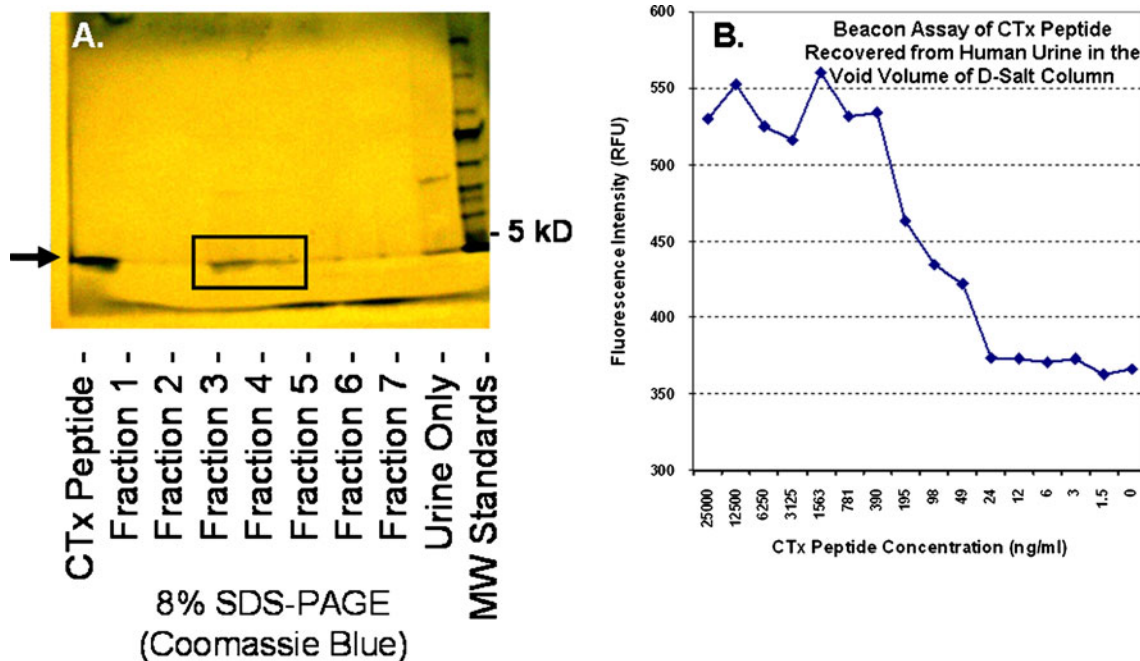 A.
- 5 kD
CTx Peptide -
Fraction 1 -
Fraction 2 -
Fraction 3 -
Fraction 4 -
Fraction 5 -
Fraction 6 -
Fraction 7 -
Urine Only -
MW Standards -
8% SDS-PAGE
(Coomassie Blue)
B.
Beacon Assay of CTx Peptide
Recovered from Human Urine in the
Void Volume of D-Salt Column
Fluorescence Intensity (RFU)
600
550
500
450
400
350
300
25000
12500
6250
3125
1563
781
390
195
98
49
24
12
6
3
1.5
0
CTx Peptide Concentration (ng/ml)